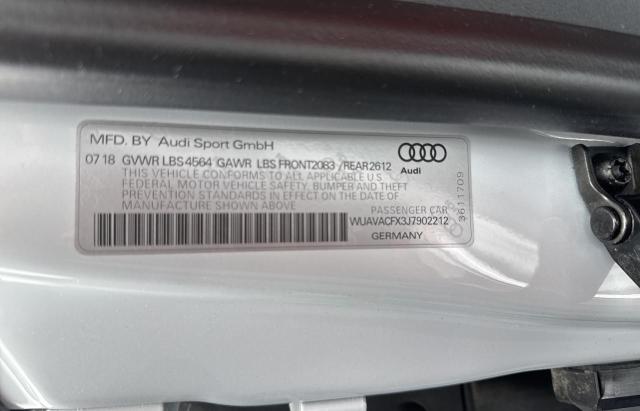 MFD. BY Audi Sport GmbH
07 18 GVWR LBS 4564 GAWR LBS FRONT2083 /REAR2612
THIS VEHICLE CONFORMS TO ALL APPLICABLE U.S.
FEDERAL MOTOR VEHICLE SAFETY, BUMPER AND THEFT
PREVENTION STANDARDS IN EFFECT ON THE DATE OF
MANUFACTURE SHOWN ABOVE
PASSENGER CAR
WUAVACFX3J7902212
GERMANY
Audi
3611709